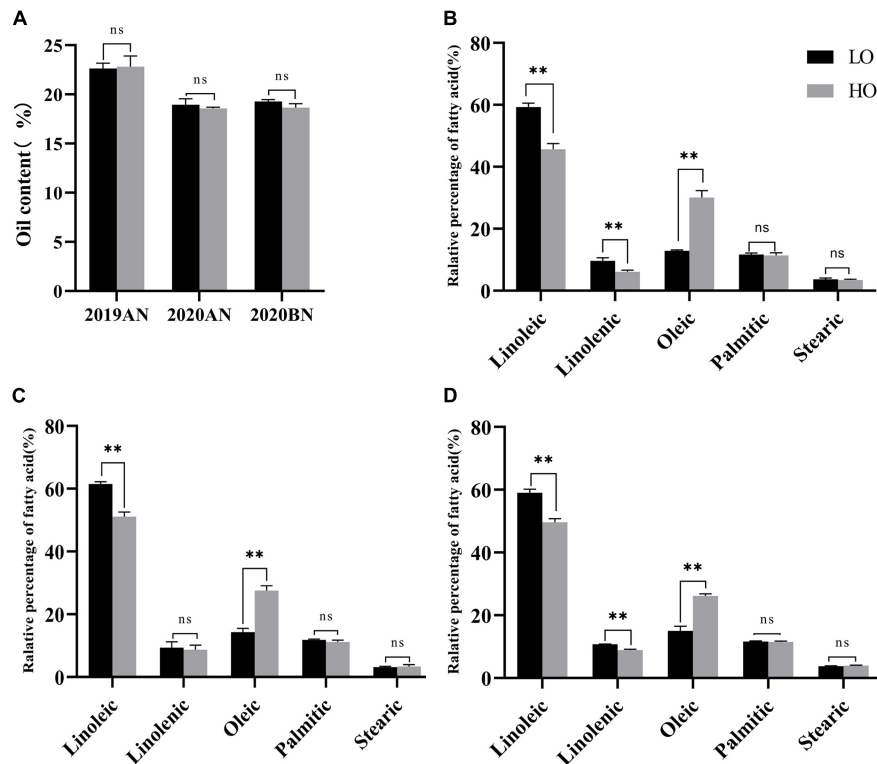 A
Oil content( %)
25
20
15
10
5
0
ns
ns
ns
2019AN
2020AN
2020BN
B
Ralative percentage of fatty acid(%)
80
60
40
20
0
**
**
**
ns
ns
LO
HO
Linoleic
Linolenic
Oleic
Palmitic
Stearic
C
Ralative percentage of fatty acid(%)
80
60
40
20
0
**
ns
**
ns
ns
Linoleic
Linolenic
Oleic
Palmitic
Stearic
D
Ralative percentage of fatty acid(%)
80
60
40
20
0
**
**
**
ns
ns
Linoleic
Linolenic
Oleic
Palmitic
Stearic